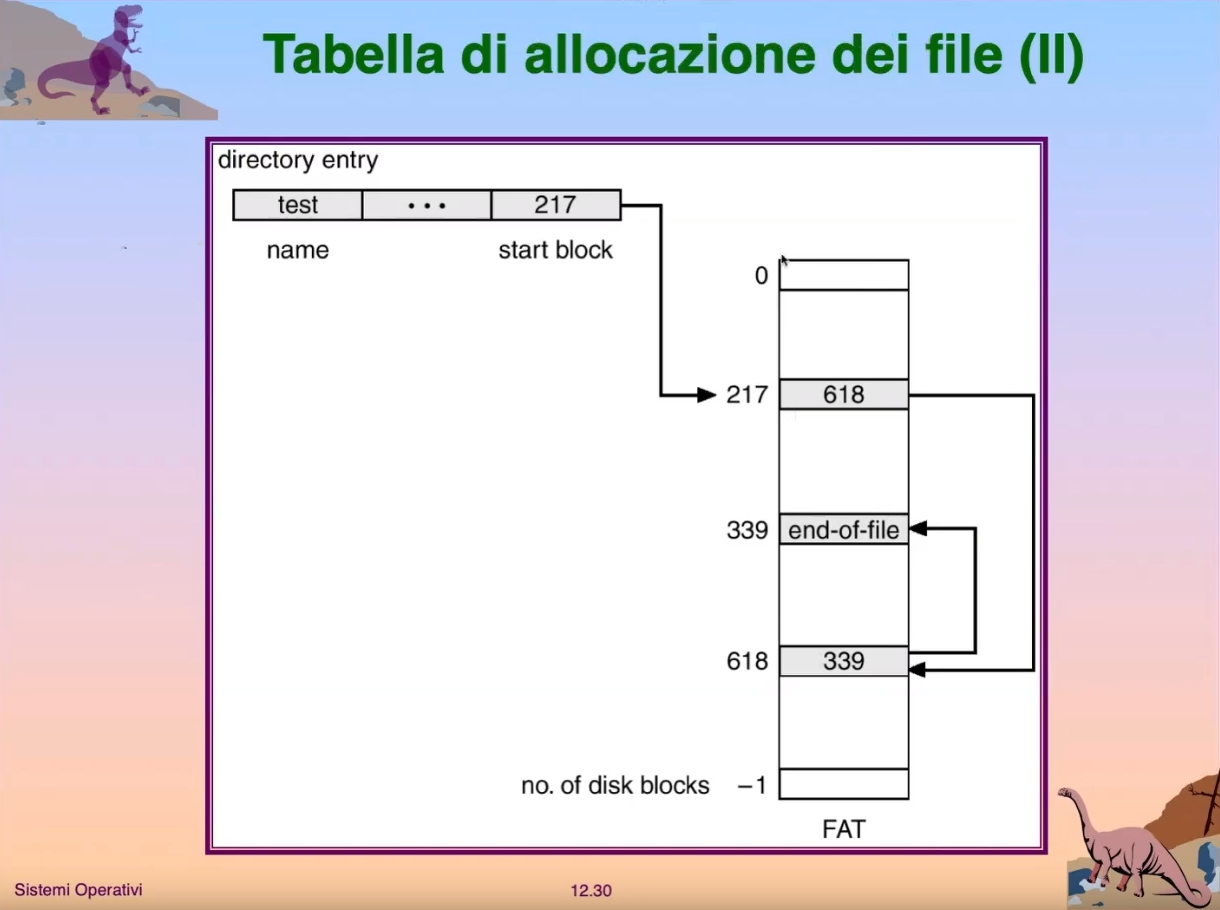 Tabella di allocazione dei file (II)
directory entry
test ••• 217
name start block
0
217 618
339 end-of-file
618 339
no. of disk blocks –1
FAT
Sistemi Operativi 12.30